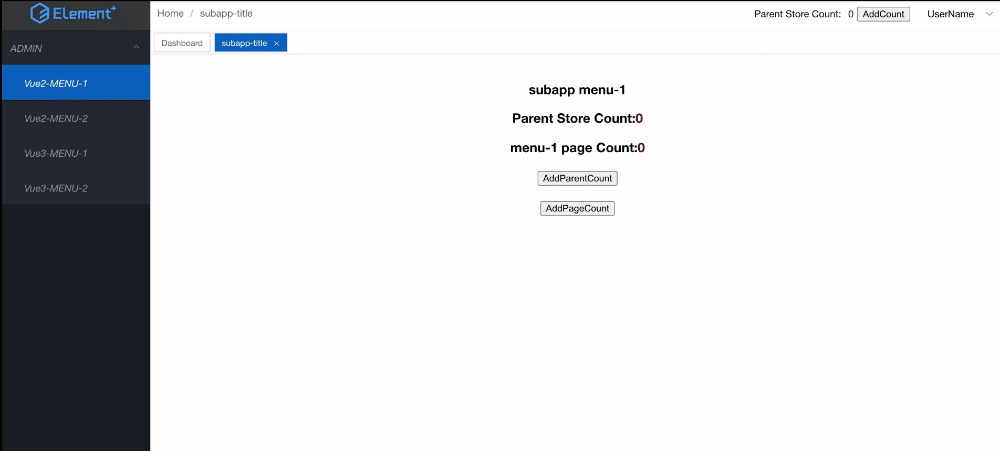 Element+
Home / subapp-title
Parent Store Count: 0 AddCount UserName
ADMIN
Dashboard subapp-title ×
Vue2-MENU-1
Vue2-MENU-2
Vue3-MENU-1
Vue3-MENU-2
subapp menu-1
Parent Store Count:0
menu-1 page Count:0
AddParentCount
AddPageCount